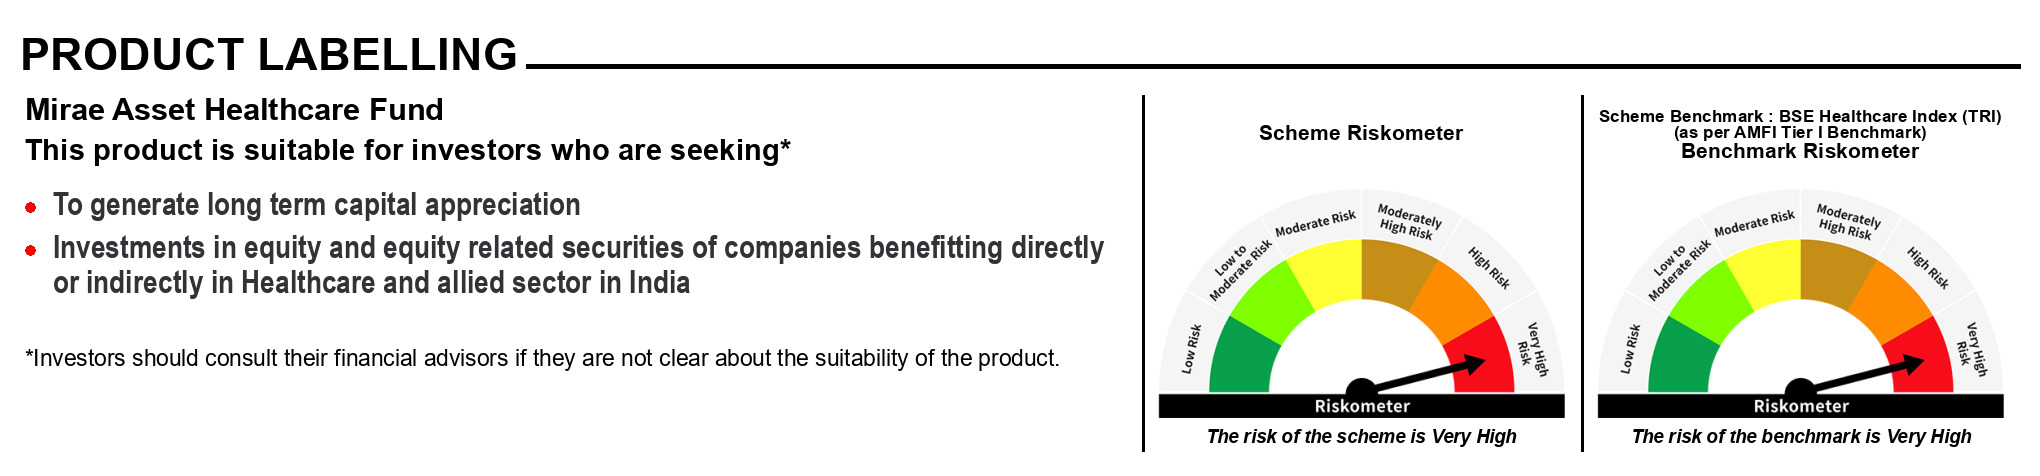 PRODUCT LABELLING
Mirae Asset Healthcare Fund
This product is suitable for investors who are seeking*
To generate long term capital appreciation
Investments in equity and equity related securities of companies benefitting directly
or indirectly in Healthcare and allied sector in India
*Investors should consult their financial advisors if they are not clear about the suitability of the product.
Scheme Riskometer
Low Risk
Low to
Moderate Risk
Moderate Risk
Moderately
High Risk
High Risk
Very High
Risk
Riskometer
The risk of the scheme is Very High
Scheme Benchmark : BSE Healthcare Index (TRI)
(as per AMFI Tier I Benchmark)
Benchmark Riskometer
Low Risk
Low to
Moderate Risk
Moderate Risk
Moderately
High Risk
High Risk
Very High
Risk
Riskometer
The risk of the benchmark is Very High